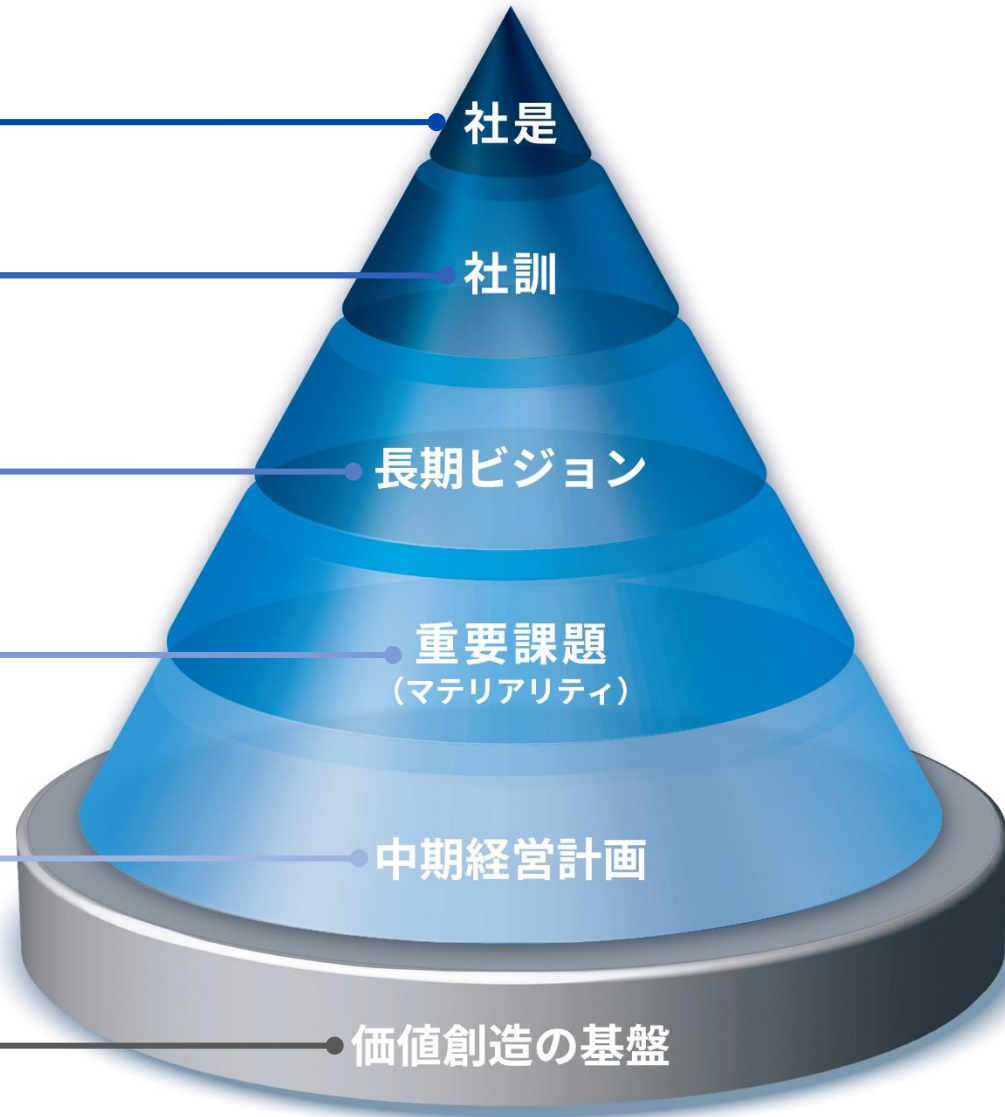 社是
社訓
長期ビジョン
重要課題
（マテリアリティ）
中期経営計画
価値創造の基盤